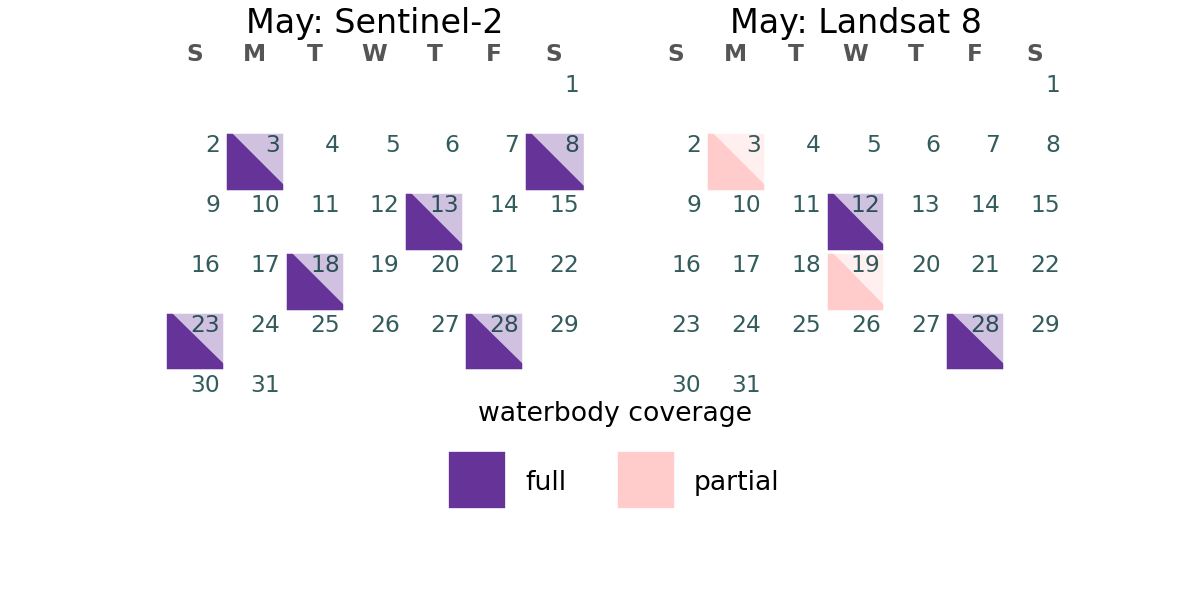 May: Sentinel-2
S M T W T F S
1
2 3 4 5 6 7 8
9 10 11 12 13 14 15
16 17 18 19 20 21 22
23 24 25 26 27 28 29
30 31
May: Landsat 8
S M T W T F S
1
2 3 4 5 6 7 8
9 10 11 12 13 14 15
16 17 18 19 20 21 22
23 24 25 26 27 28 29
30 31
waterbody coverage
full partial